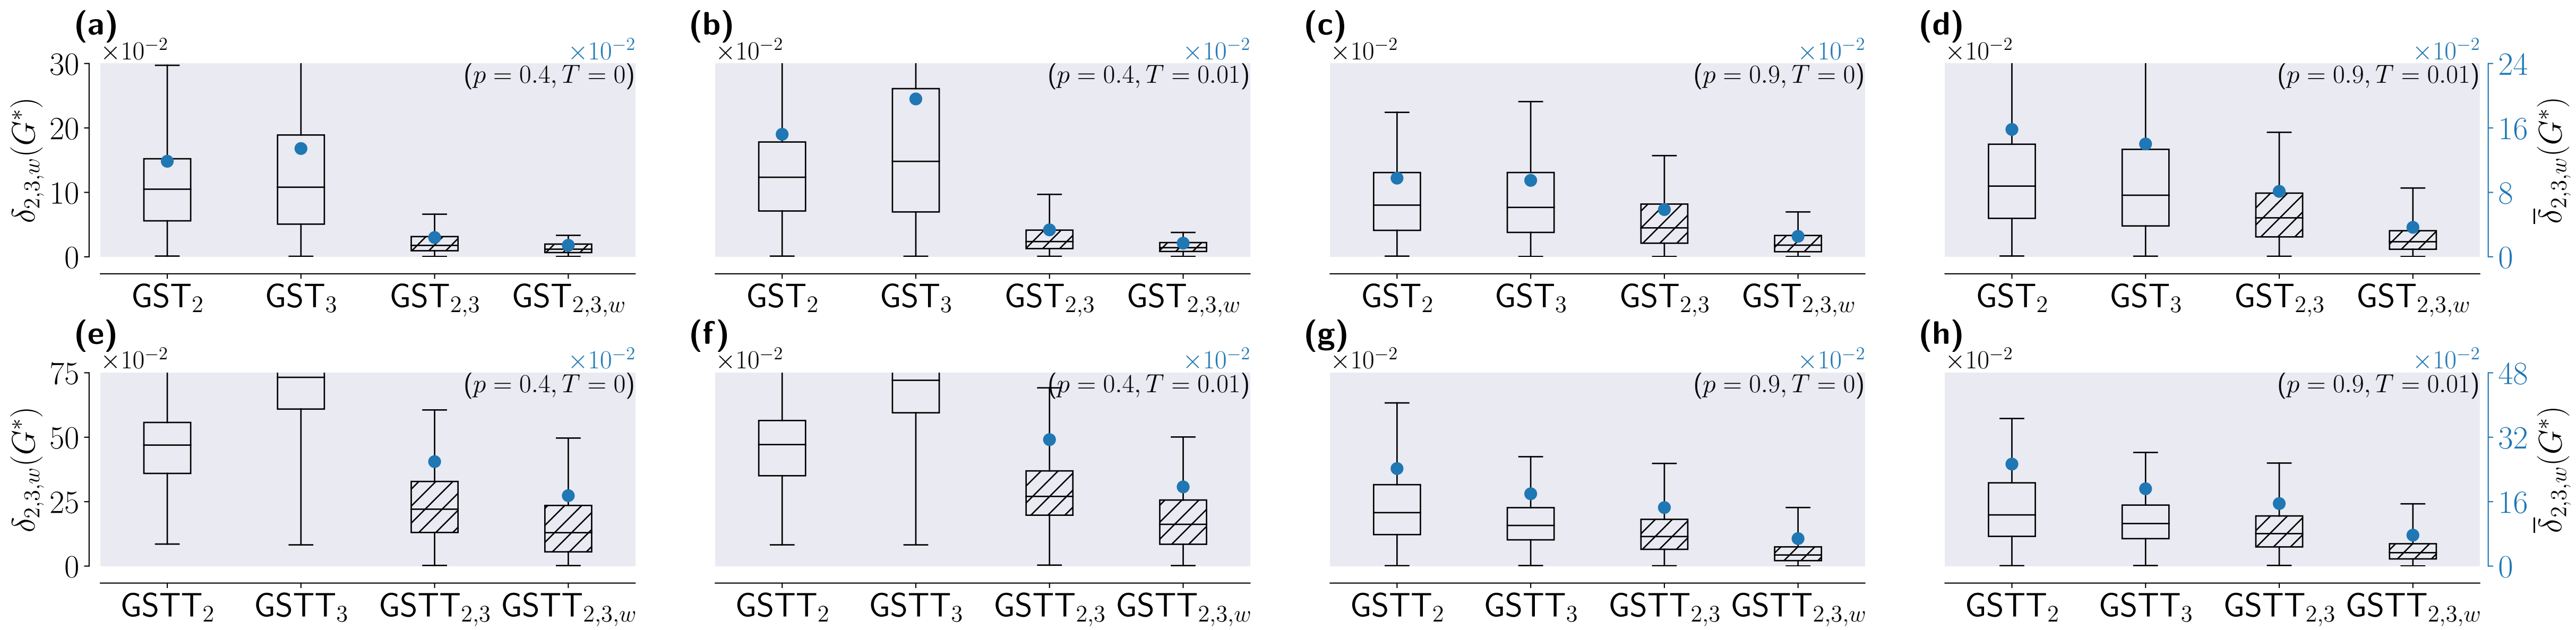 (a) (b) (c) (d)
×10⁻² ×10⁻² ×10⁻² ×10⁻² ×10⁻² ×10⁻² ×10⁻² ×10⁻²
(p = 0.4, T = 0) (p = 0.4, T = 0.01) (p = 0.9, T = 0) (p = 0.9, T = 0.01)
30
20
10
0
δ₂,₃,w(G*)
24
16
8
0
δ̅₂,₃,w(G*)
GST₂ GST₃ GST₂,₃ GST₂,₃,w GST₂ GST₃ GST₂,₃ GST₂,₃,w GST₂ GST₃ GST₂,₃ GST₂,₃,w GST₂ GST₃ GST₂,₃ GST₂,₃,w
(e) (f) (g) (h)
×10⁻² ×10⁻² ×10⁻² ×10⁻² ×10⁻² ×10⁻² ×10⁻² ×10⁻²
(p = 0.4, T = 0) (p = 0.4, T = 0.01) (p = 0.9, T = 0) (p = 0.9, T = 0.01)
75
50
25
0
δ₂,₃,w(G*)
48
32
16
0
δ̅₂,₃,w(G*)
GSTT₂ GSTT₃ GSTT₂,₃ GSTT₂,₃,w GSTT₂ GSTT₃ GSTT₂,₃ GSTT₂,₃,w GSTT₂ GSTT₃ GSTT₂,₃ GSTT₂,₃,w GSTT₂ GSTT₃ GSTT₂,₃ GSTT₂,₃,w